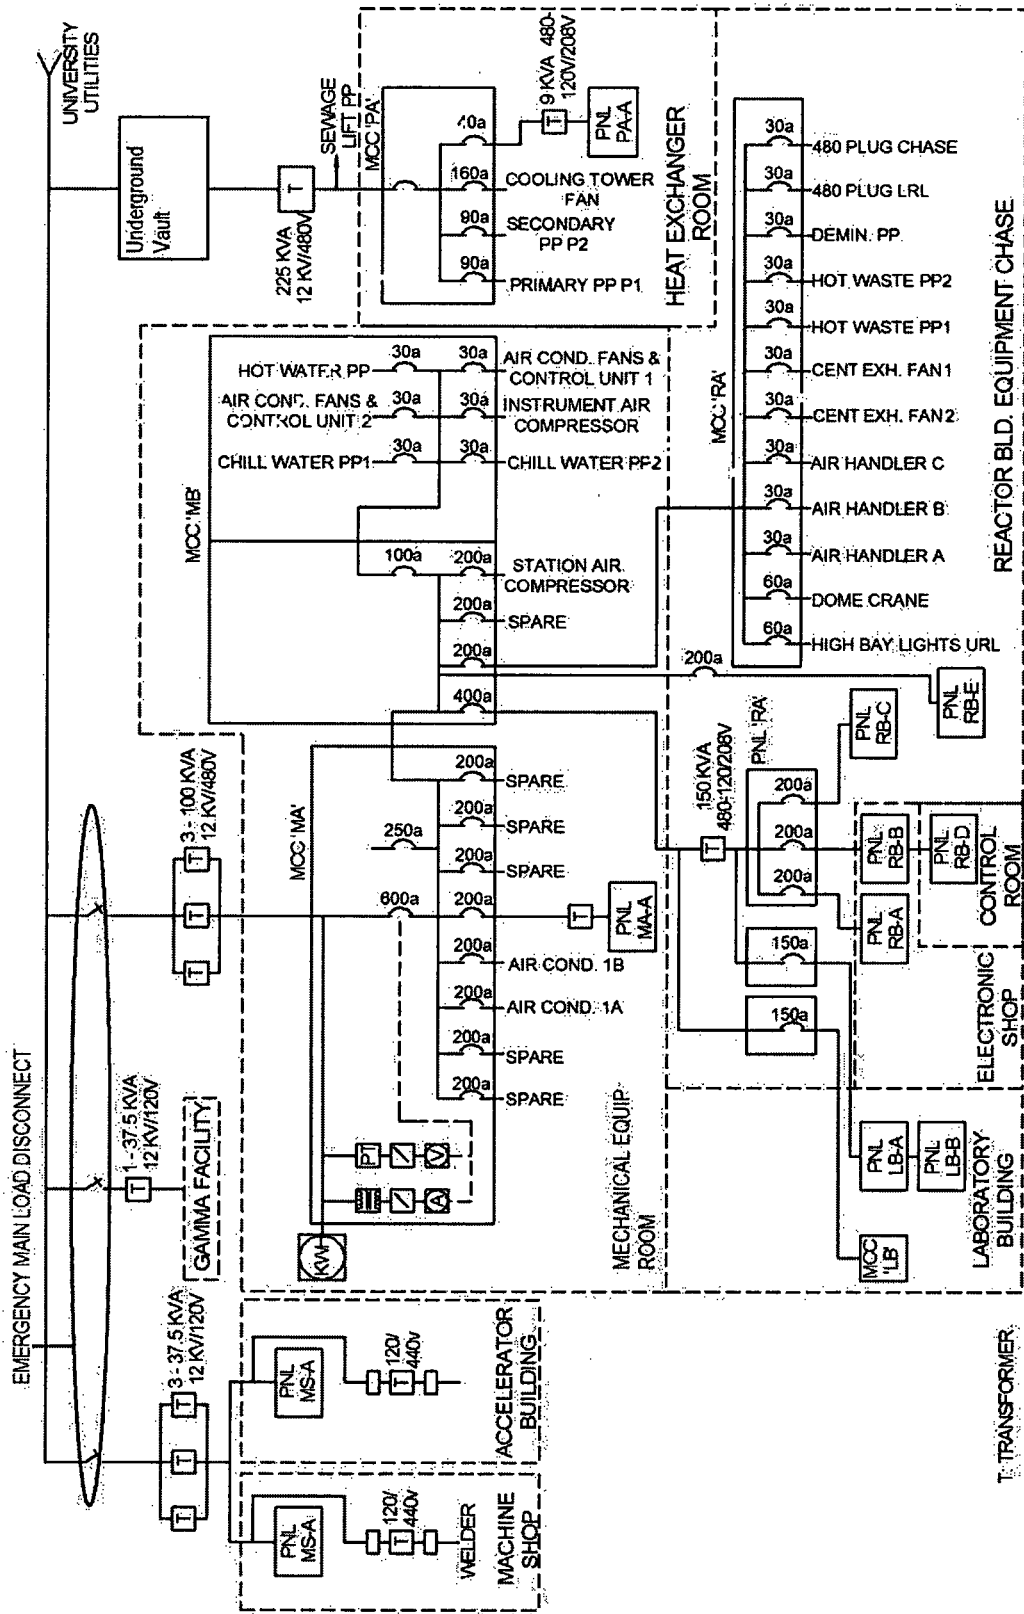 UNIVERSITY
UTILITIES
Underground
Vault
225 KVA
12 KV/480V
SEWAGE
LIFT PP
MCC 'PA'
40a
160a
90a
90a
9 KVA 480-
120V/208V
T
T
PNL
PA-A
COOLING TOWER
FAN
SECONDARY
PP P2
PRIMARY PP P1
HEAT EXCHANGER
ROOM
MCC 'MB'
HOT WATER PP
30a
30a
AIR COND. FANS &
CONTROL UNIT 1
AIR COND. FANS &
CONTROL UNIT 2
30a
30a
INSTRUMENT AIR
COMPRESSOR
CHILL WATER PP1
30a
30a
CHILL WATER PP2
100a
200a
STATION AIR
COMPRESSOR
200a
SPARE
200a
400a
200a
MCC 'RA'
30a
480 PLUG CHASE
30a
480 PLUG LRL
30a
DEMIN. PP
30a
HOT WASTE PP2
30a
HOT WASTE PP1
30a
CENT EXH. FAN1
30a
CENT EXH. FAN2
30a
AIR HANDLER C
30a
AIR HANDLER B
30a
AIR HANDLER A
60a
DOME CRANE
60a
HIGH BAY LIGHTS URL
REACTOR BLD. EQUIPMENT CHASE
PNL
RB-E
PNL
RB-C
150 KVA
480-120/208V
T
PNL 'RA'
200a
200a
200a
PNL
RB-B
PNL
RB-D
PNL
RB-A
CONTROL
ROOM
150a
150a
ELECTRONIC
SHOP
PNL
LB-A
PNL
LB-B
MCC
'LB'
LABORATORY
BUILDING
EMERGENCY MAIN LOAD DISCONNECT
3 - 100 KVA
12 KV/480V
T
T
T
MCC 'MA'
200a
SPARE
200a
SPARE
250a
200a
SPARE
600a
200a
T
PNL
MA-A
200a
AIR COND. 1B
200a
AIR COND. 1A
200a
SPARE
200a
SPARE
PT
V
A
KW
MECHANICAL EQUIP
ROOM
1 - 37.5 KVA
12 KV/120V
T
GAMMA FACILITY
3 - 37.5 KVA
12 KV/120V
T
T
T
PNL
MS-A
120/
440v
T
ACCELERATOR
BUILDING
PNL
MS-A
120/
440v
T
WELDER
MACHINE
SHOP
T: TRANSFORMER